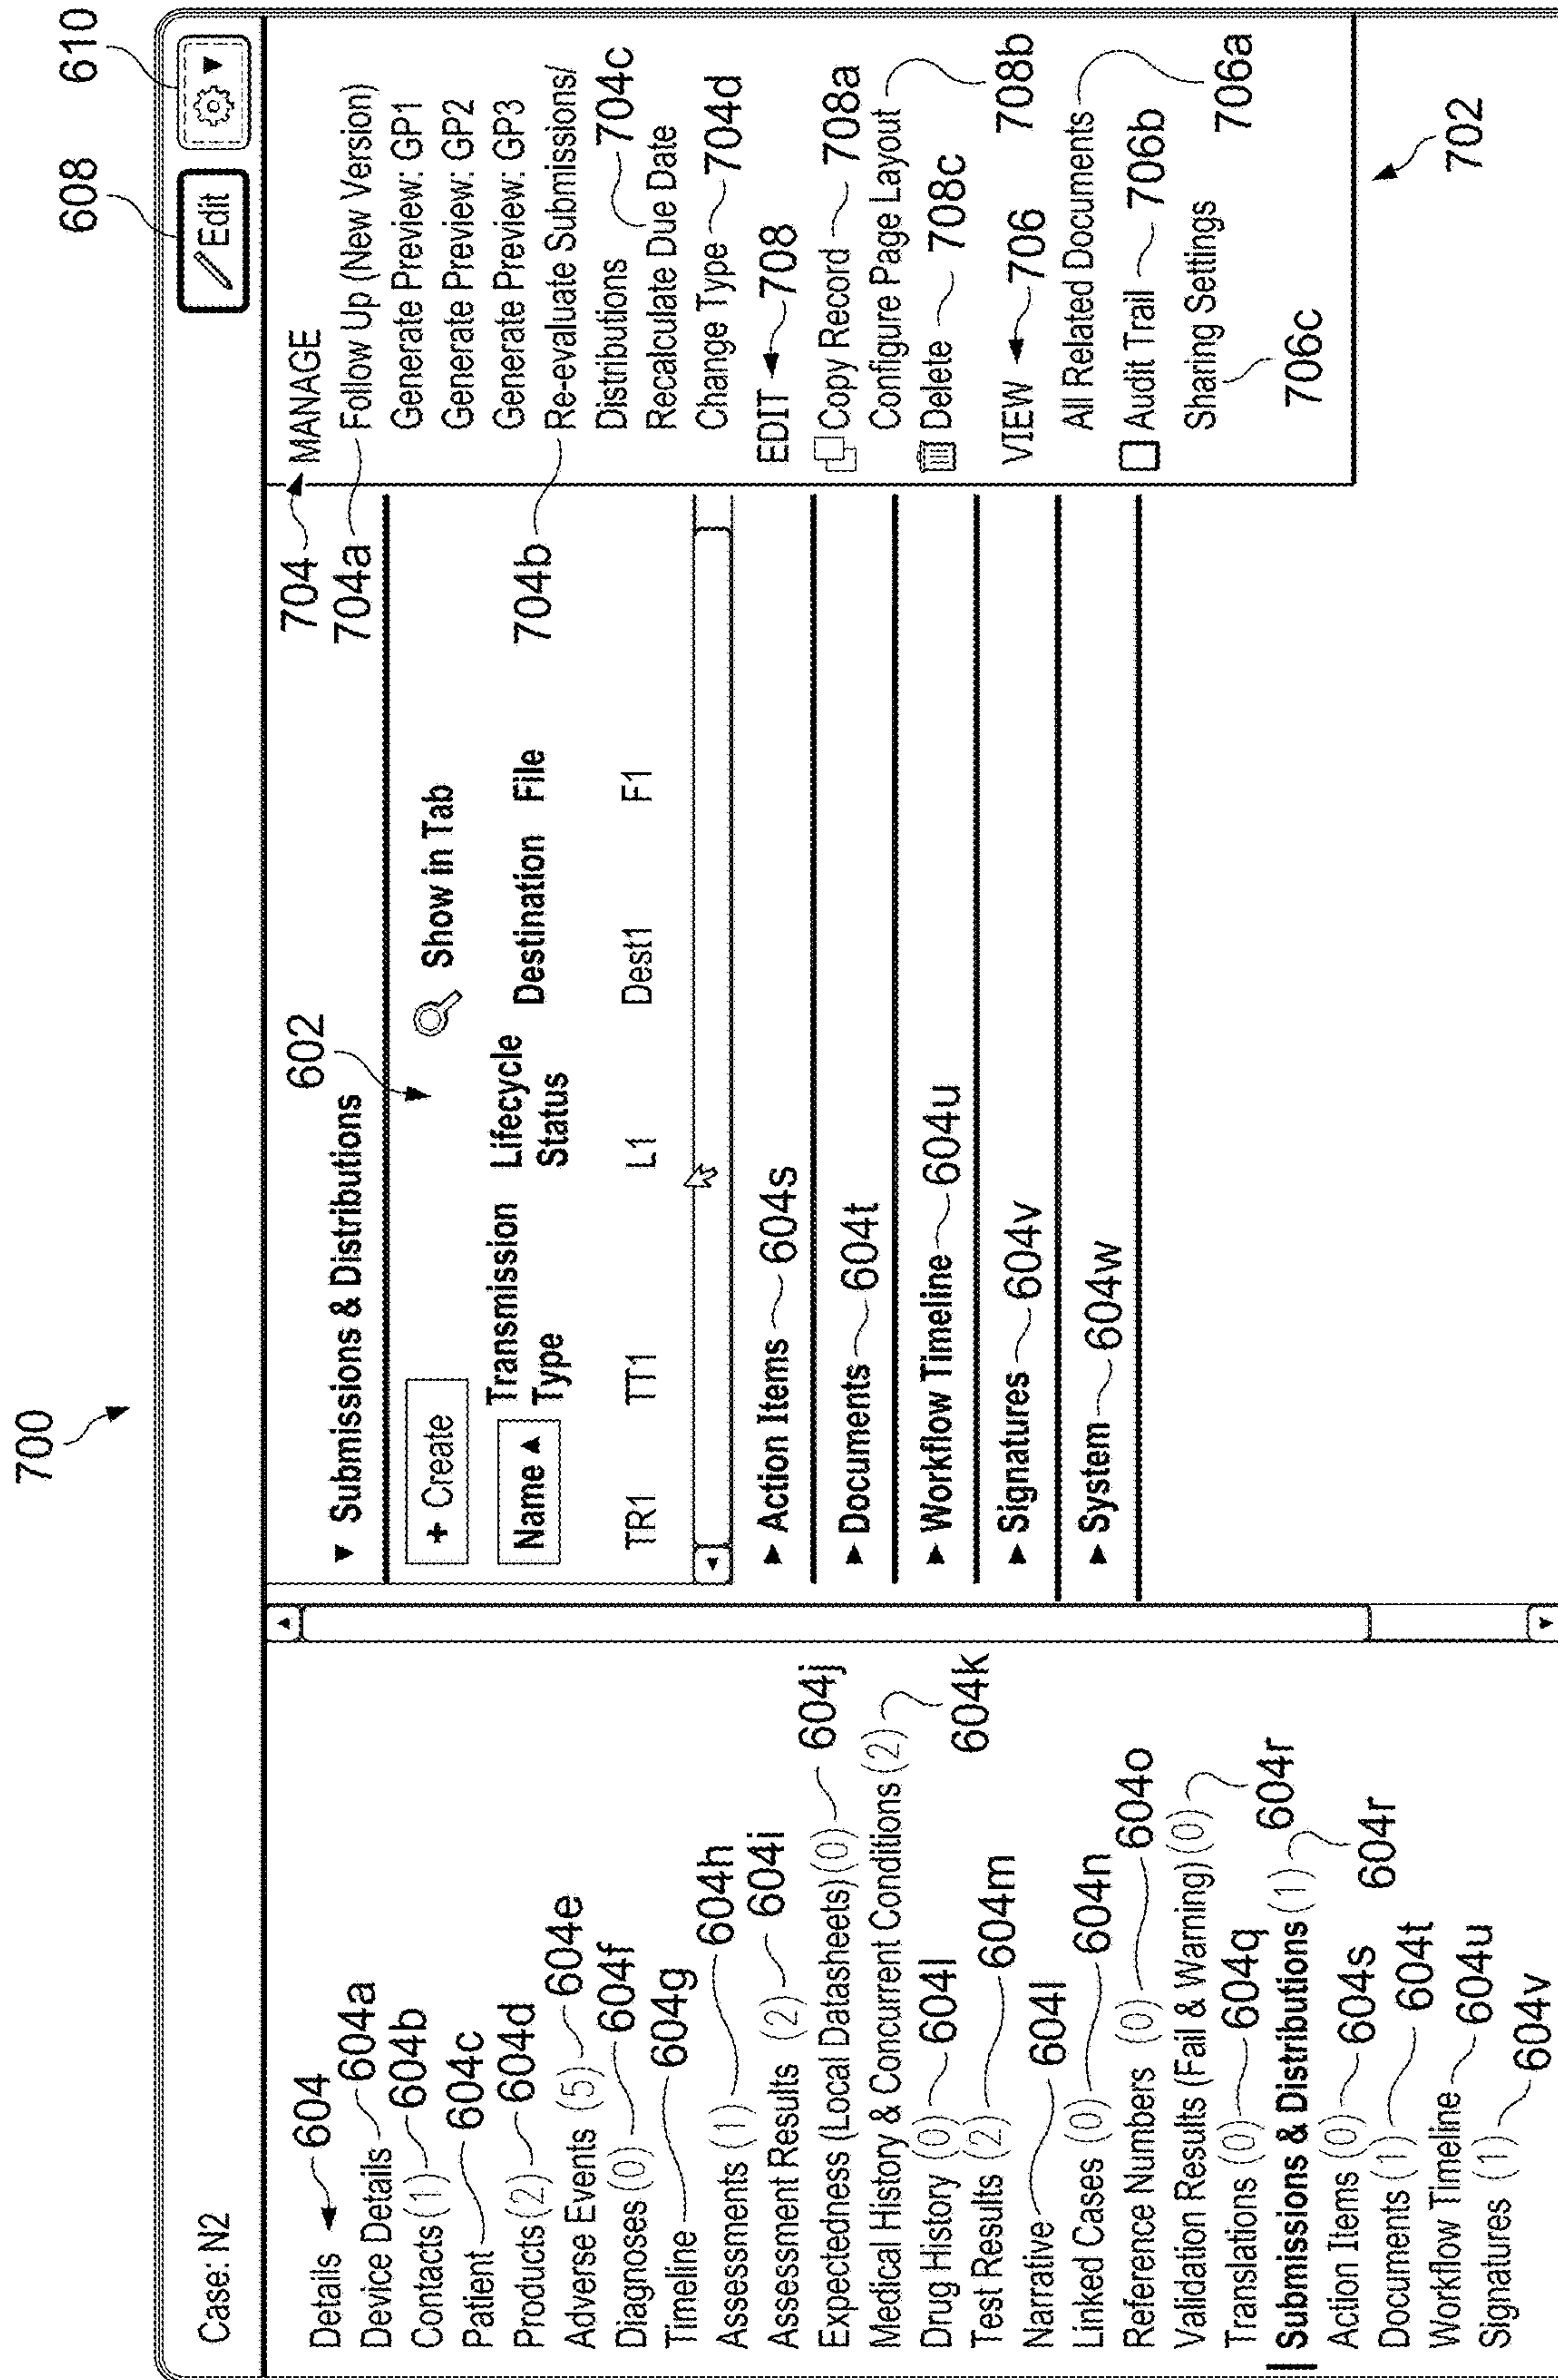 700
608
610
Case: N2
Edit
Details 604
Device Details 604a
Contacts (1) 604b
Patient 604c
Products (2) 604d
Adverse Events (5) 604e
Diagnoses (0) 604f
Timeline 604g
Assessments (1) 604h
Assessment Results (2) 604i
Expectedness (Local Datasheets) (0) 604j
Medical History & Concurrent Conditions (2) 604k
Drug History (0) 604l
Test Results (2) 604m
Narrative 604l
Linked Cases (0) 604n
Reference Numbers (0) 604o
Validation Results (Fail & Warning) (0) 604r
Translations (0) 604q
Submissions & Distributions (1) 604r
Action Items (0) 604s
Documents (1) 604t
Workflow Timeline 604u
Signatures (1) 604v
Submissions & Distributions
602
+ Create
Show in Tab
Name
Transmission Type
Lifecycle Status
Destination
File
TR1 TT1 L1 Dest1 F1
Action Items 604s
Documents 604t
Workflow Timeline 604u
Signatures 604v
System 604w
704 MANAGE
704a Follow Up (New Version)
Generate Preview: GP1
Generate Preview: GP2
Generate Preview: GP3
704b Re-evaluate Submissions/
Distributions 704c
Recalculate Due Date
Change Type 704d
EDIT 708
Copy Record 708a
Configure Page Layout 708b
Delete 708c
VIEW 706
All Related Documents 706a
Audit Trail 706b
Sharing Settings
706c
702